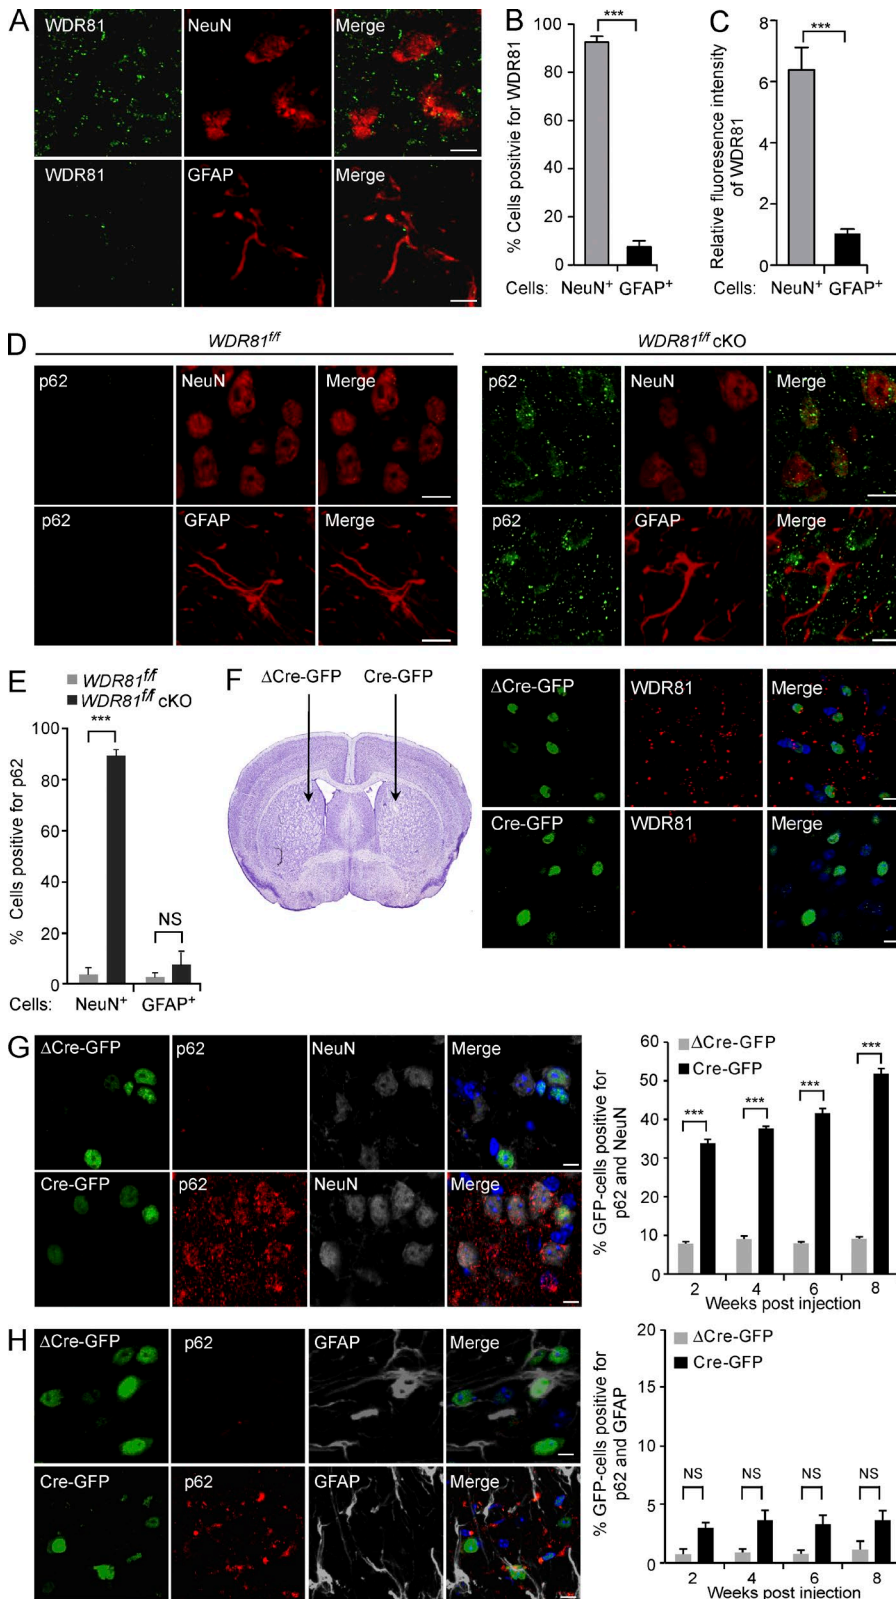 A
WDR81 NeuN Merge
WDR81 GFAP Merge
B
% Cells positvie for WDR81
100
80
60
40
20
0
***
Cells: NeuN+ GFAP+
C
Relative fluoresence intensity
of WDR81
8
6
4
2
0
***
Cells: NeuN+ GFAP+
D
WDR81f/f
p62 NeuN Merge
p62 GFAP Merge
WDR81f/f cKO
p62 NeuN Merge
p62 GFAP Merge
E
WDR81f/f
WDR81f/f cKO
% Cells positive for p62
100
80
60
40
20
0
***
NS
Cells: NeuN+ GFAP+
F
ΔCre-GFP Cre-GFP
ΔCre-GFP WDR81 Merge
Cre-GFP WDR81 Merge
G
ΔCre-GFP p62 NeuN Merge
Cre-GFP p62 NeuN Merge
% GFP-cells positive for
p62 and NeuN
60
50
40
30
20
10
0
ΔCre-GFP
Cre-GFP
*** *** *** ***
2 4 6 8
Weeks post injection
H
ΔCre-GFP p62 GFAP Merge
Cre-GFP p62 GFAP Merge
% GFP-cells positive for
p62 and GFAP
20
15
10
5
0
ΔCre-GFP
Cre-GFP
NS NS NS NS
2 4 6 8
Weeks post injection